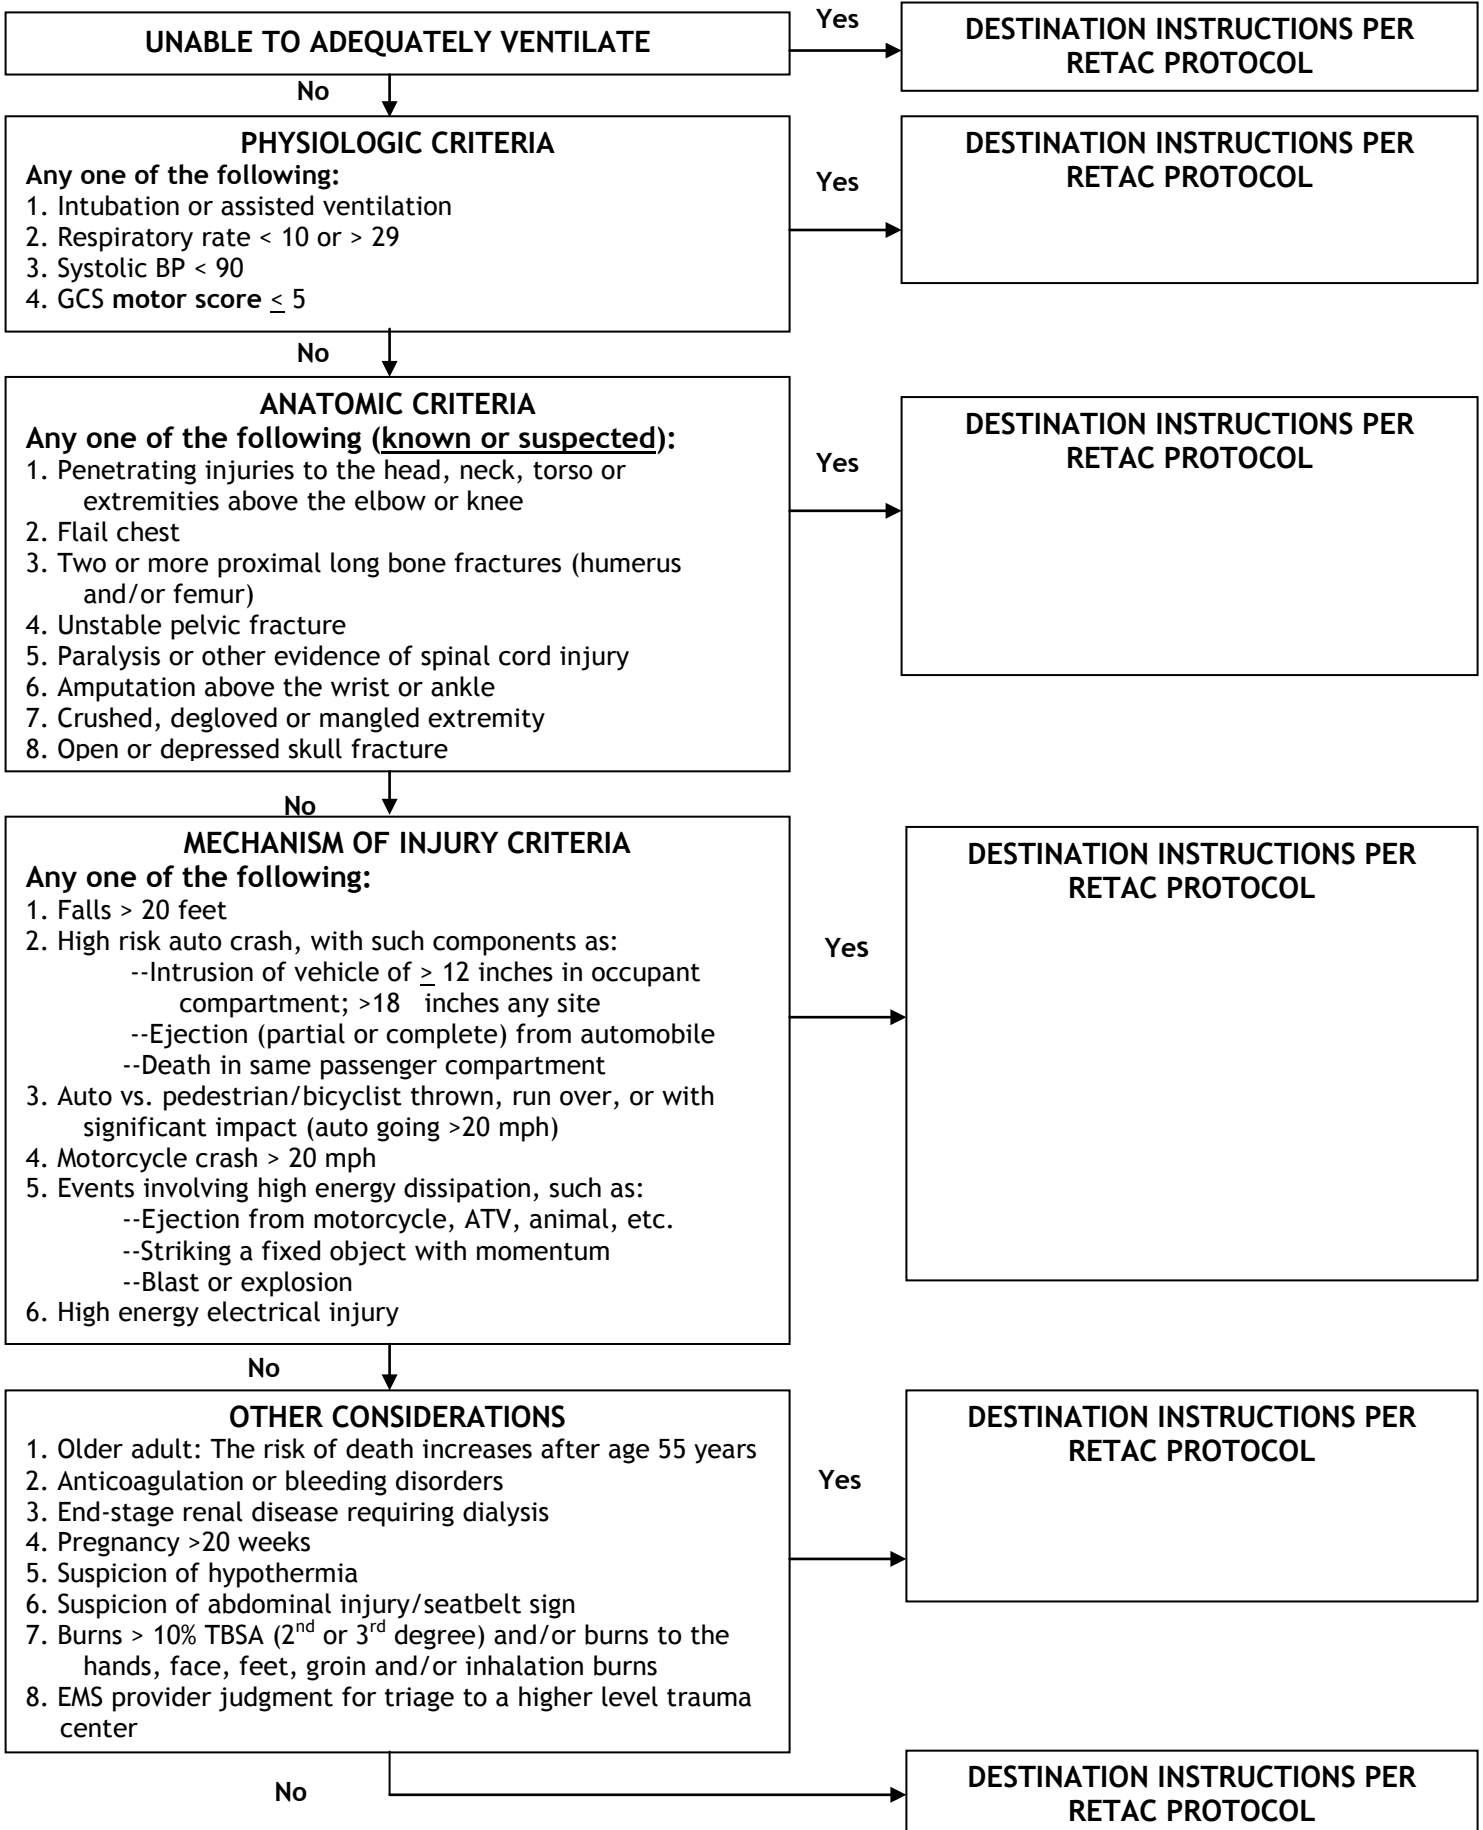 UNABLE TO ADEQUATELY VENTILATE
Yes
DESTINATION INSTRUCTIONS PER
RETAC PROTOCOL
No
PHYSIOLOGIC CRITERIA
Any one of the following:
1. Intubation or assisted ventilation
2. Respiratory rate < 10 or > 29
3. Systolic BP < 90
4. GCS motor score ≤ 5
Yes
DESTINATION INSTRUCTIONS PER
RETAC PROTOCOL
No
ANATOMIC CRITERIA
Any one of the following (known or suspected):
1. Penetrating injuries to the head, neck, torso or
extremities above the elbow or knee
2. Flail chest
3. Two or more proximal long bone fractures (humerus
and/or femur)
4. Unstable pelvic fracture
5. Paralysis or other evidence of spinal cord injury
6. Amputation above the wrist or ankle
7. Crushed, degloved or mangled extremity
8. Open or depressed skull fracture
Yes
DESTINATION INSTRUCTIONS PER
RETAC PROTOCOL
No
MECHANISM OF INJURY CRITERIA
Any one of the following:
1. Falls > 20 feet
2. High risk auto crash, with such components as:
--Intrusion of vehicle of ≥ 12 inches in occupant
compartment; >18 inches any site
--Ejection (partial or complete) from automobile
--Death in same passenger compartment
3. Auto vs. pedestrian/bicyclist thrown, run over, or with
significant impact (auto going >20 mph)
4. Motorcycle crash > 20 mph
5. Events involving high energy dissipation, such as:
--Ejection from motorcycle, ATV, animal, etc.
--Striking a fixed object with momentum
--Blast or explosion
6. High energy electrical injury
Yes
DESTINATION INSTRUCTIONS PER
RETAC PROTOCOL
No
OTHER CONSIDERATIONS
1. Older adult: The risk of death increases after age 55 years
2. Anticoagulation or bleeding disorders
3. End-stage renal disease requiring dialysis
4. Pregnancy >20 weeks
5. Suspicion of hypothermia
6. Suspicion of abdominal injury/seatbelt sign
7. Burns > 10% TBSA (2nd or 3rd degree) and/or burns to the
hands, face, feet, groin and/or inhalation burns
8. EMS provider judgment for triage to a higher level trauma
center
Yes
DESTINATION INSTRUCTIONS PER
RETAC PROTOCOL
No
DESTINATION INSTRUCTIONS PER
RETAC PROTOCOL